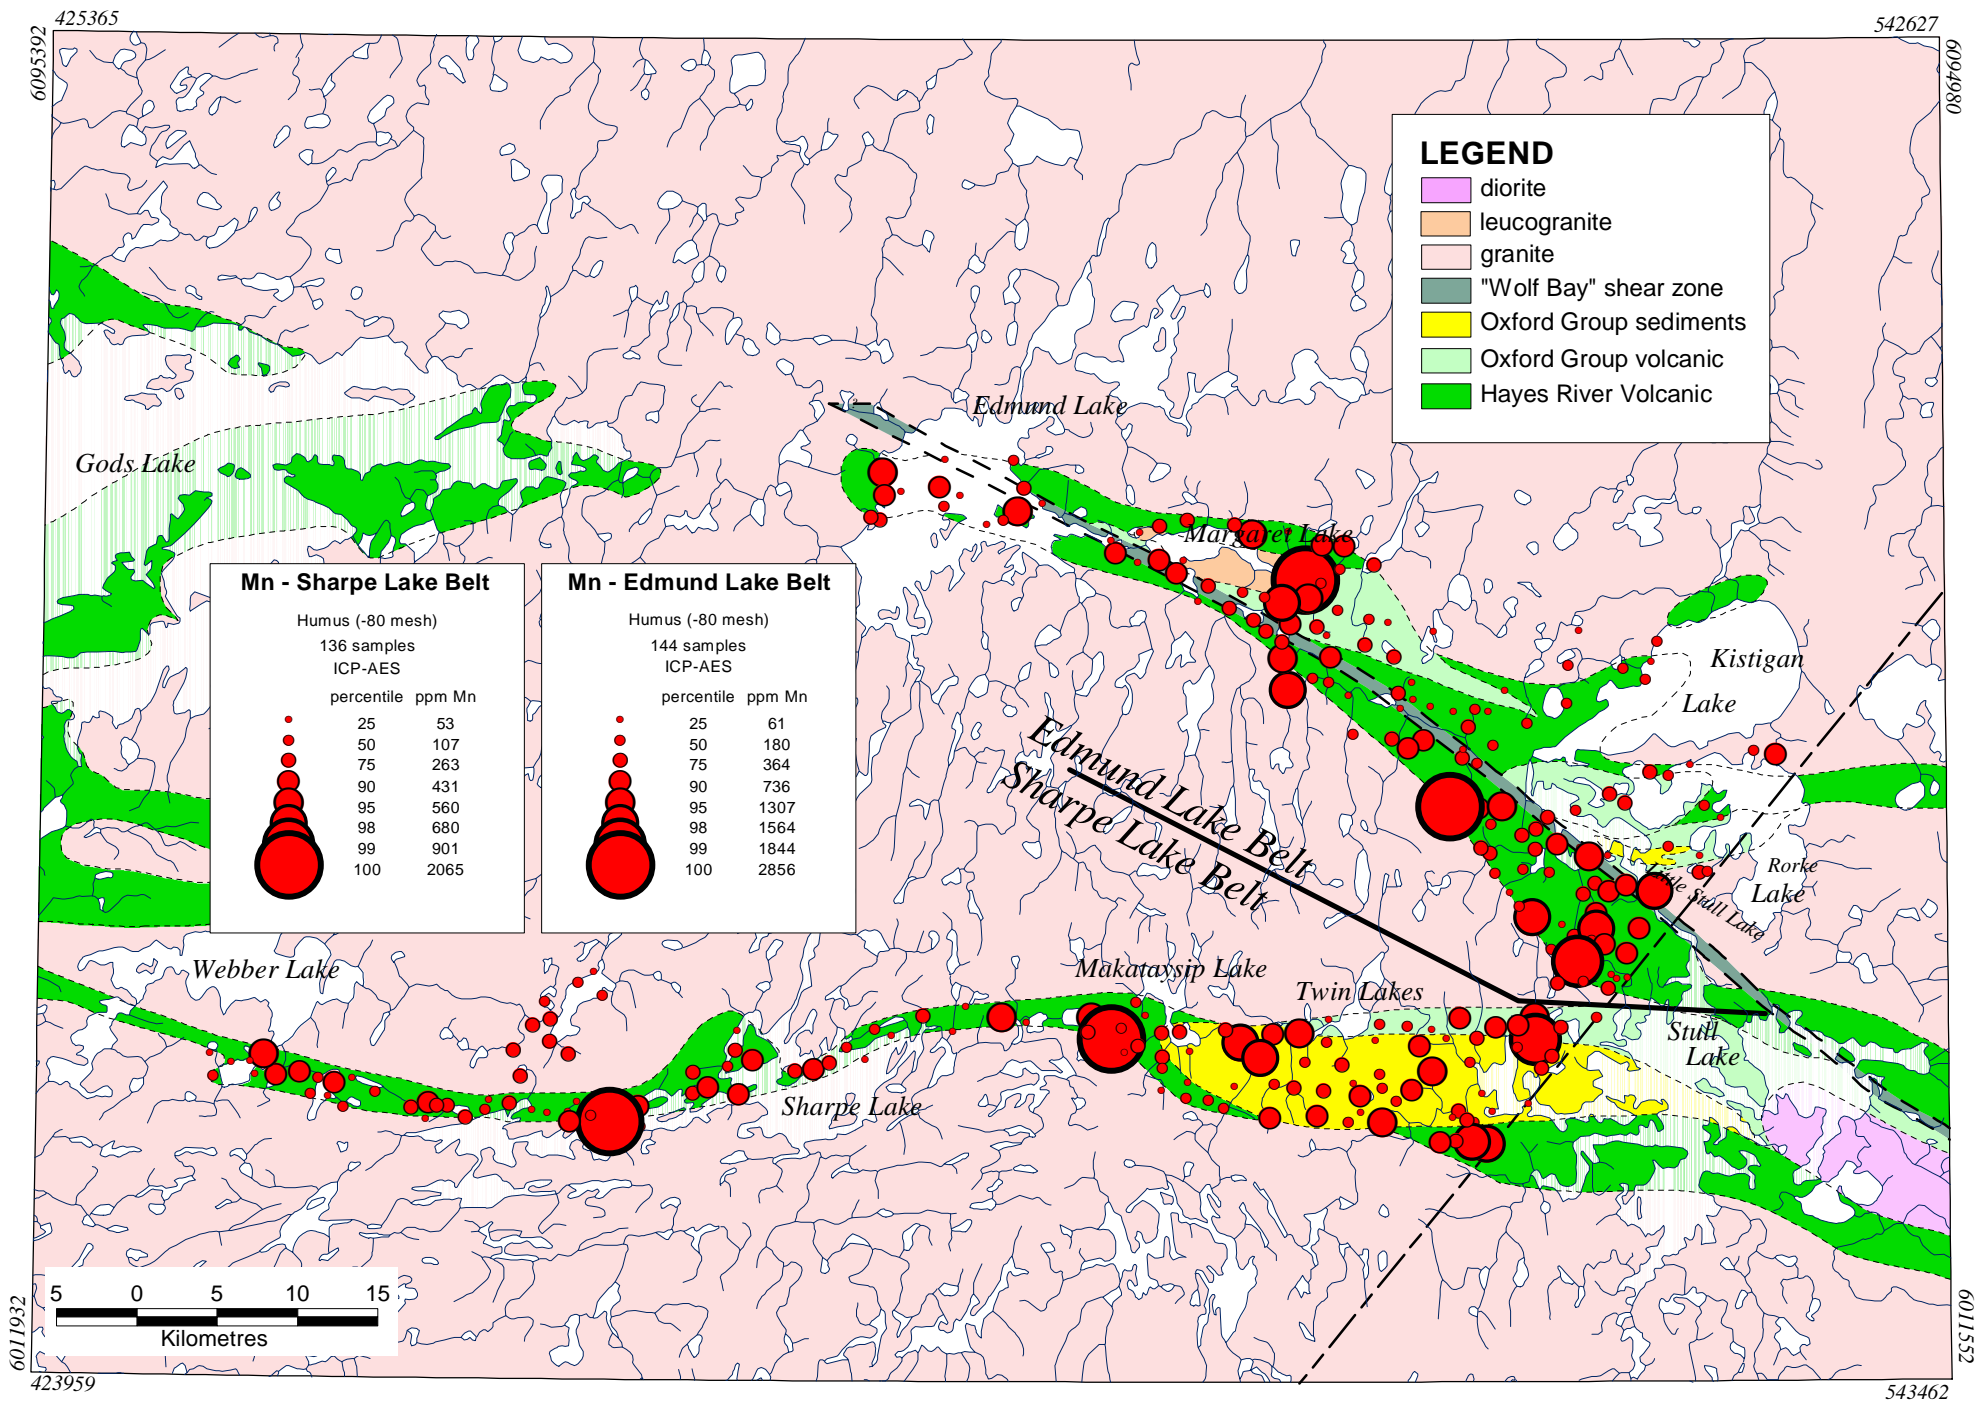 425365
542627
6095392
6094980
LEGEND
diorite
leucogranite
granite
"Wolf Bay" shear zone
Oxford Group sediments
Oxford Group volcanic
Hayes River Volcanic
Edmund Lake
Gods Lake
Margaret Lake
Kistigan
Lake
Mn - Sharpe Lake Belt
Humus (-80 mesh)
136 samples
ICP-AES
percentile ppm Mn
25 53
50 107
75 263
90 431
95 560
98 680
99 901
100 2065
Mn - Edmund Lake Belt
Humus (-80 mesh)
144 samples
ICP-AES
percentile ppm Mn
25 61
50 180
75 364
90 736
95 1307
98 1564
99 1844
100 2856
Edmund Lake Belt
Sharpe Lake Belt
Rorke
Lake
Little Stull Lake
Webber Lake
Makataysip Lake
Twin Lakes
Stull
Lake
Sharpe Lake
5 0 5 10 15
Kilometres
6011932
6011552
423959
543462